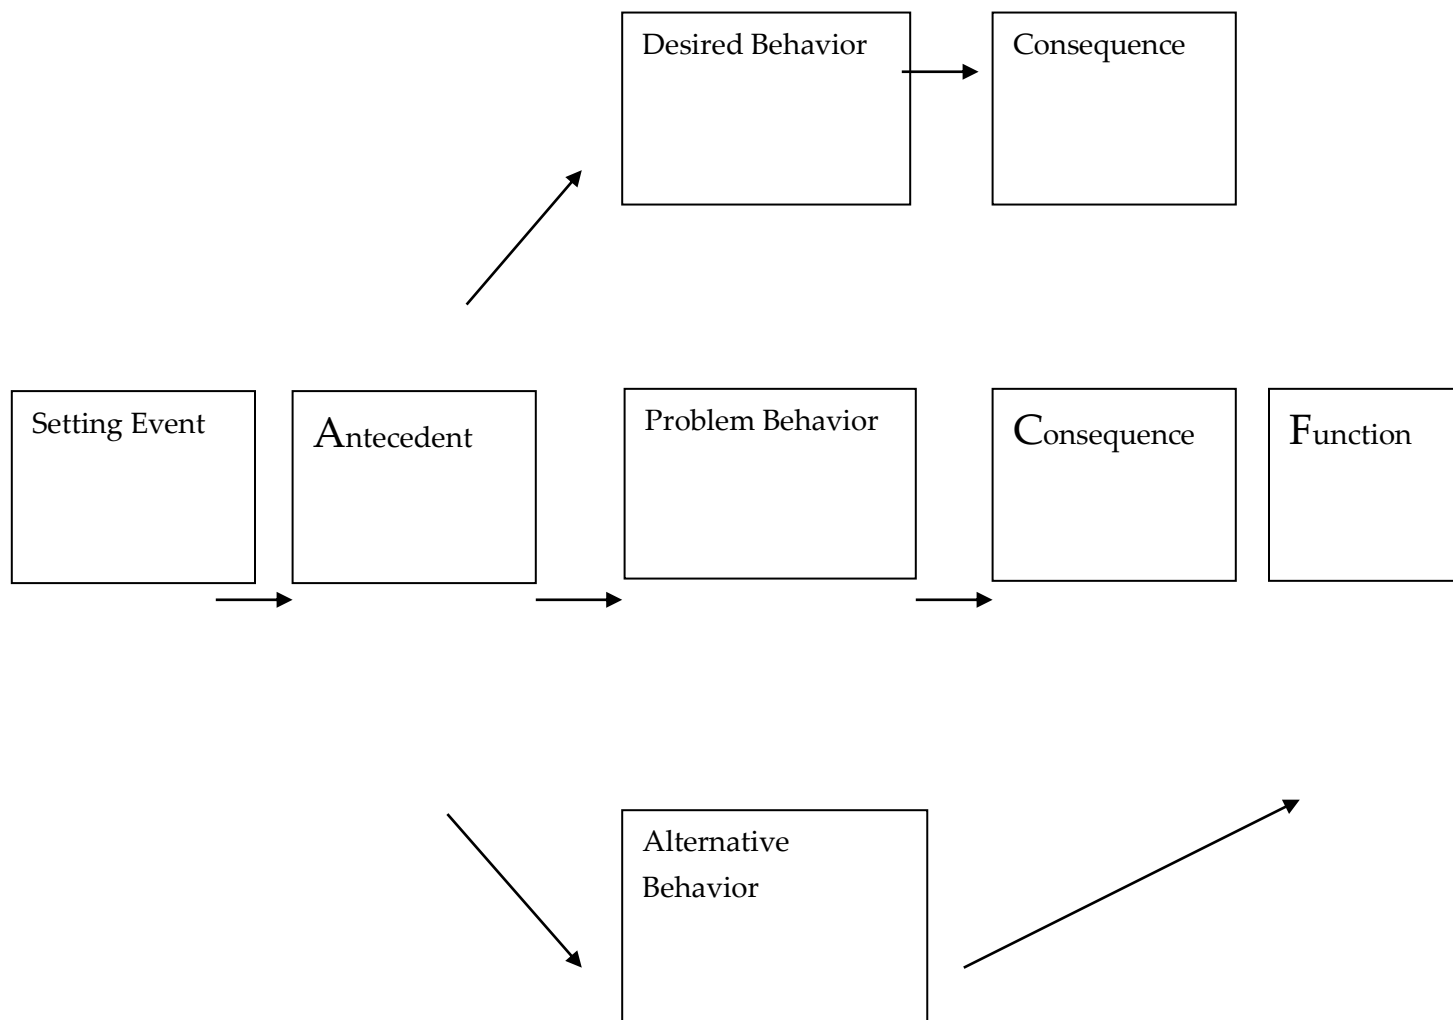 Desired Behavior
Consequence
Setting Event
Antecedent
Problem Behavior
Consequence
Function
Alternative
Behavior